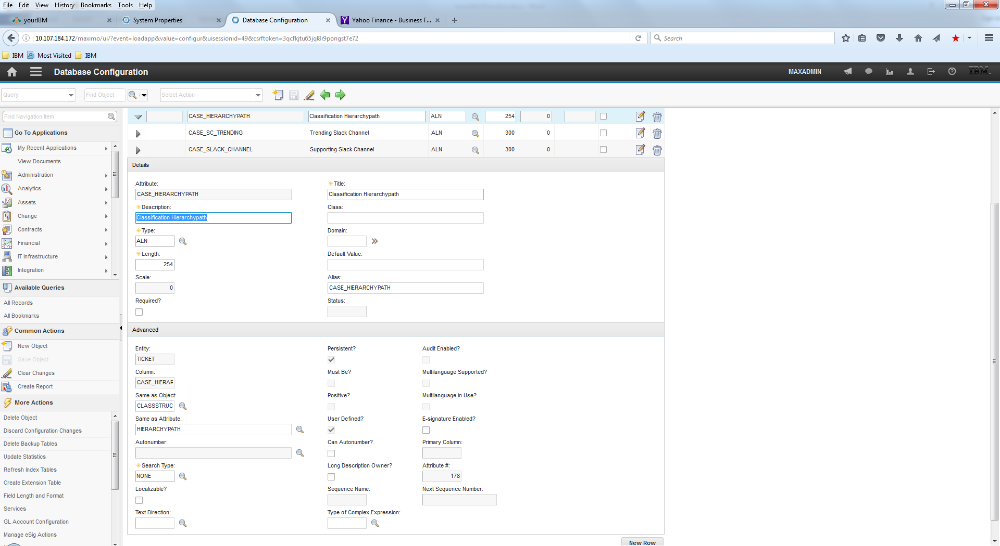 File Edit View History Bookmarks Tools Help
yourIBM
System Properties
Database Configuration
Yahoo Finance - Business F...
10.107.184.172/maximo/ui/?event=loadapp&value=configur&uisessionid=49&csrftoken=3qcfkjtu65jql8r9pongst7e72
Search
IBM Most Visited IBM
Database Configuration
MAXADMIN
IBM.
Query
Find Object
Select Action
Find Navigation Item
Go To Applications
My Recent Applications
View Documents
Administration
Analytics
Assets
Change
Contracts
Financial
IT Infrastructure
Integration
Available Queries
All Records
All Bookmarks
Common Actions
New Object
Save Object
Clear Changes
Create Report
More Actions
Delete Object
Discard Configuration Changes
Delete Backup Tables
Update Statistics
Refresh Index Tables
Create Extension Table
Field Length and Format
Services
GL Account Configuration
Manage eSig Actions
CASE_HIERARCHYPATH Classification Hierarchypath ALN 254 0
CASE_SC_TRENDING Trending Slack Channel ALN 300 0
CASE_SLACK_CHANNEL Supporting Slack Channel ALN 300 0
Details
Attribute:
CASE_HIERARCHYPATH
Description:
Classification Hierarchypath
Type:
ALN
Length:
254
Scale:
0
Required?
Title:
Classification Hierarchypath
Class:
Domain:
Default Value:
Alias:
CASE_HIERARCHYPATH
Status:
Advanced
Entity:
TICKET
Column:
CASE_HIERAR
Same as Object:
CLASSSTRUC
Same as Attribute:
HIERARCHYPATH
Autonumber:
Search Type:
NONE
Localizable?
Text Direction:
Persistent?
Must Be?
Positive?
User Defined?
Can Autonumber?
Long Description Owner?
Sequence Name:
Type of Complex Expression:
Audit Enabled?
Multilanguage Supported?
Multilanguage in Use?
E-signature Enabled?
Primary Column:
Attribute #:
178
Next Sequence Number:
New Row